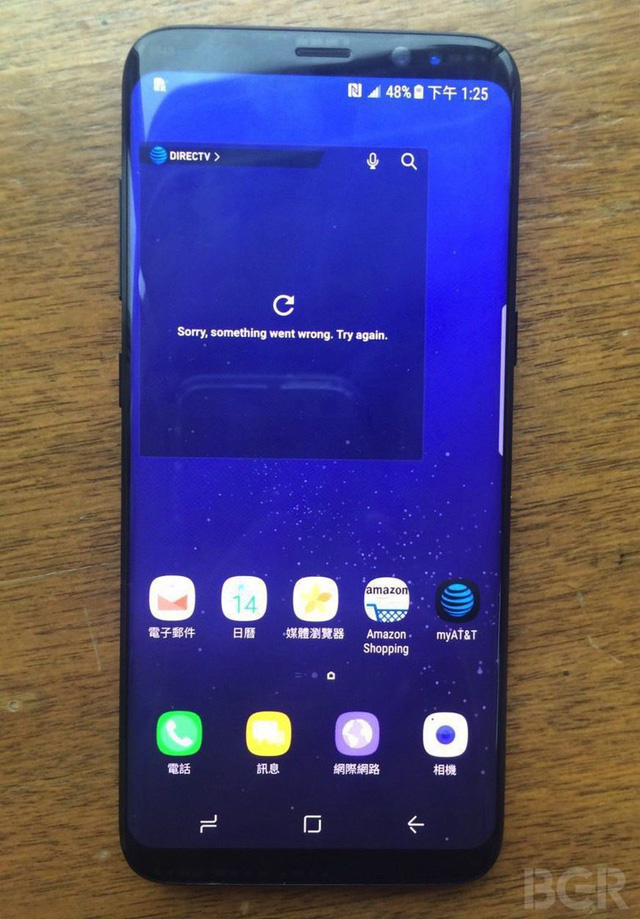 48% 下午 1:25
DIRECTV >
Sorry, something went wrong. Try again.
14
amazon
電子郵件
日曆
媒體瀏覽器
Amazon
Shopping
myAT&T
電話
訊息
網際網路
相機
BGR